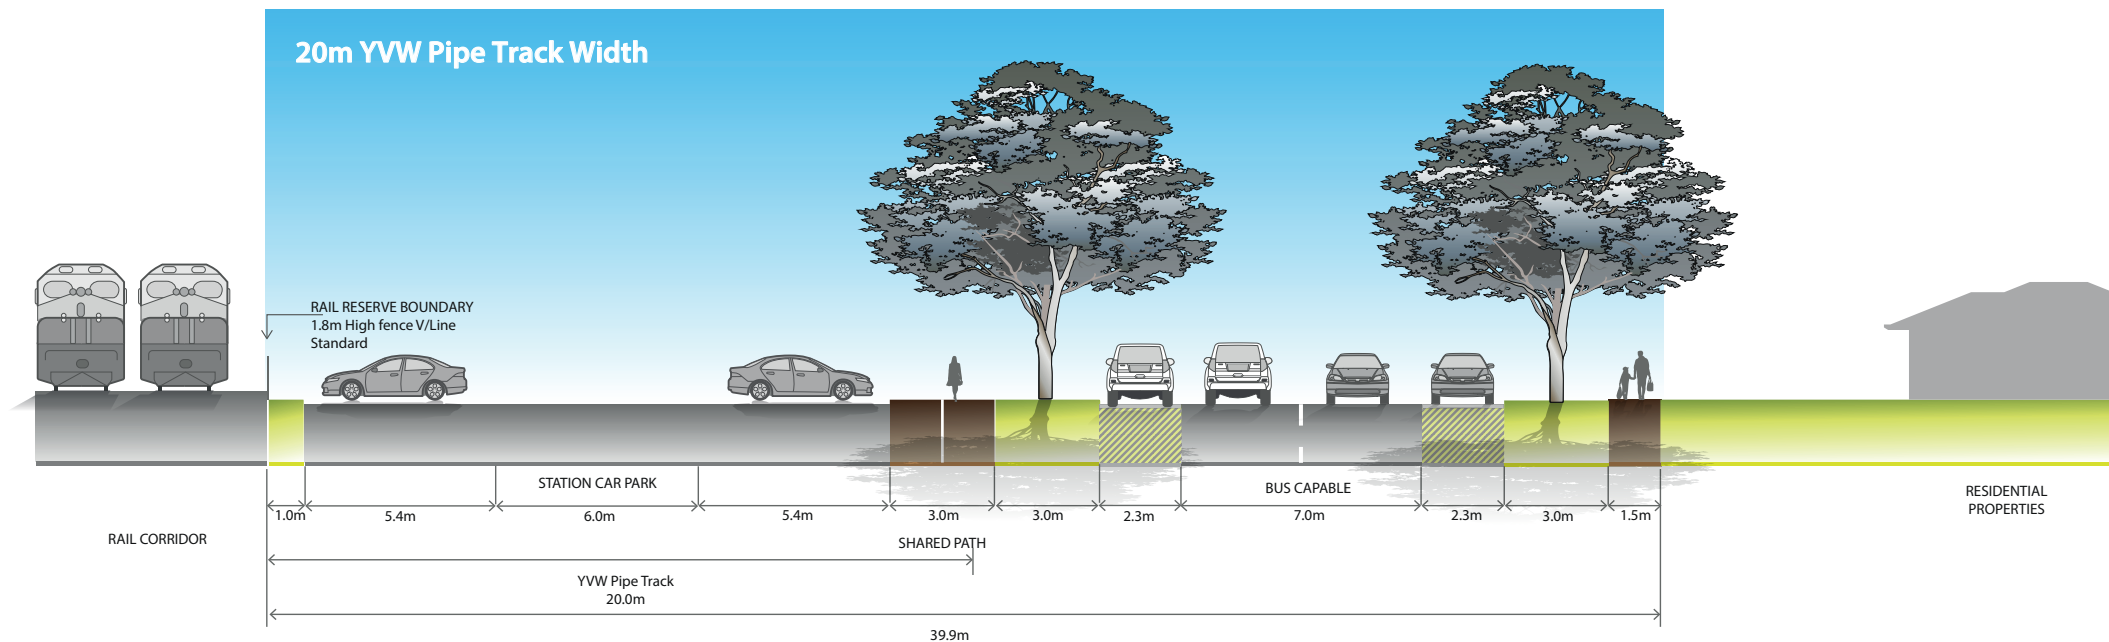 20m YVW Pipe Track Width
RAIL RESERVE BOUNDARY
1.8m High fence V/Line
Standard
STATION CAR PARK
BUS CAPABLE
RESIDENTIAL
PROPERTIES
1.0m
5.4m
6.0m
5.4m
3.0m
3.0m
2.3m
7.0m
2.3m
3.0m
1.5m
RAIL CORRIDOR
SHARED PATH
YVW Pipe Track
20.0m
39.9m